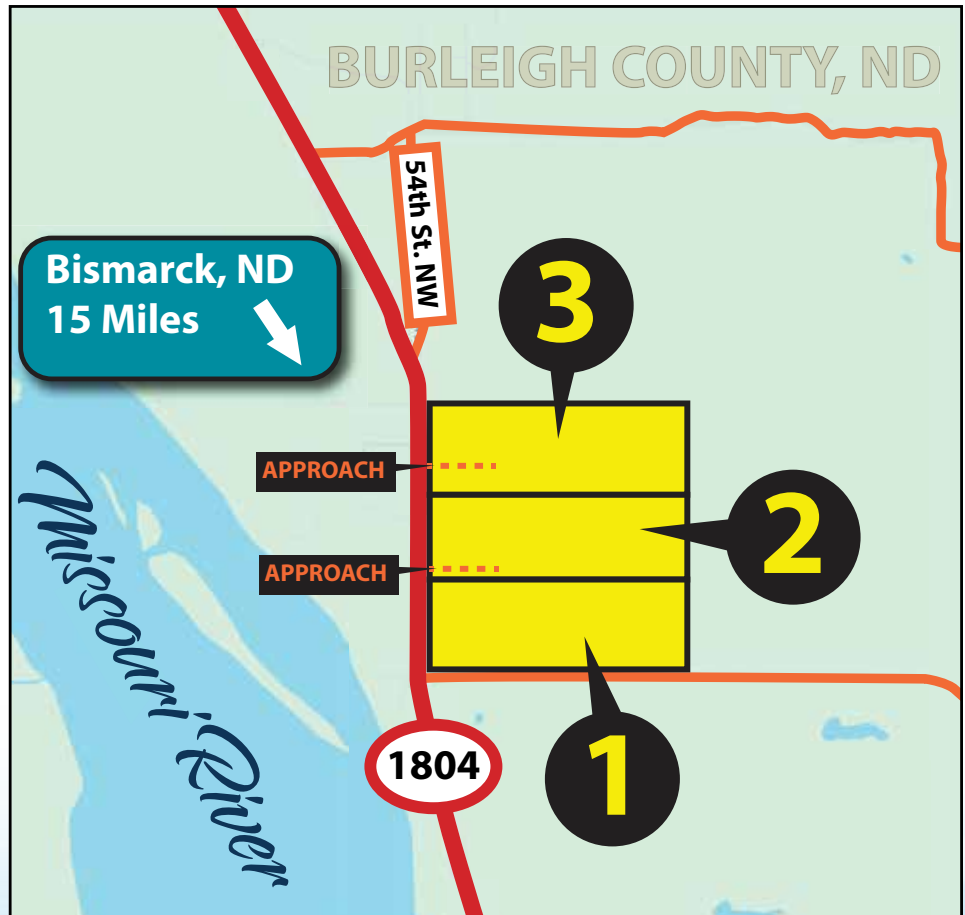 BURLEIGH COUNTY, ND
54th St. NW
Bismarck, ND
15 Miles
3
APPROACH
2
APPROACH
Missouri River
1
1804